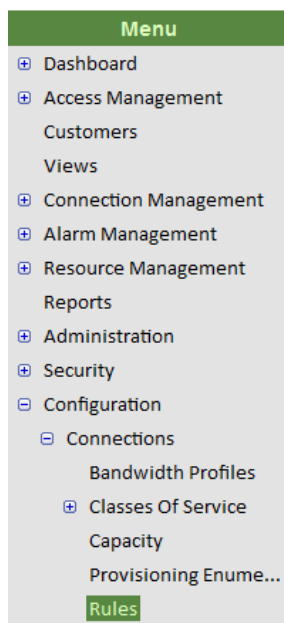 Menu
Dashboard
Access Management
Customers
Views
Connection Management
Alarm Management
Resource Management
Reports
Administration
Security
Configuration
Connections
Bandwidth Profiles
Classes Of Service
Capacity
Provisioning Enume...
Rules